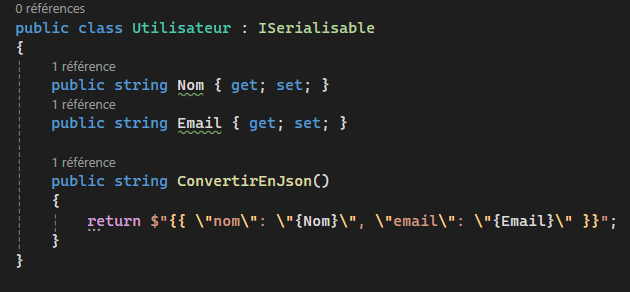 0 références
public class Utilisateur : ISerialisable
{
1 référence
public string Nom { get; set; }
1 référence
public string Email { get; set; }
1 référence
public string ConvertirEnJson()
{
return $"{{ \"nom\": \"{Nom}\", \"email\": \"{Email}\" }}";
}
}